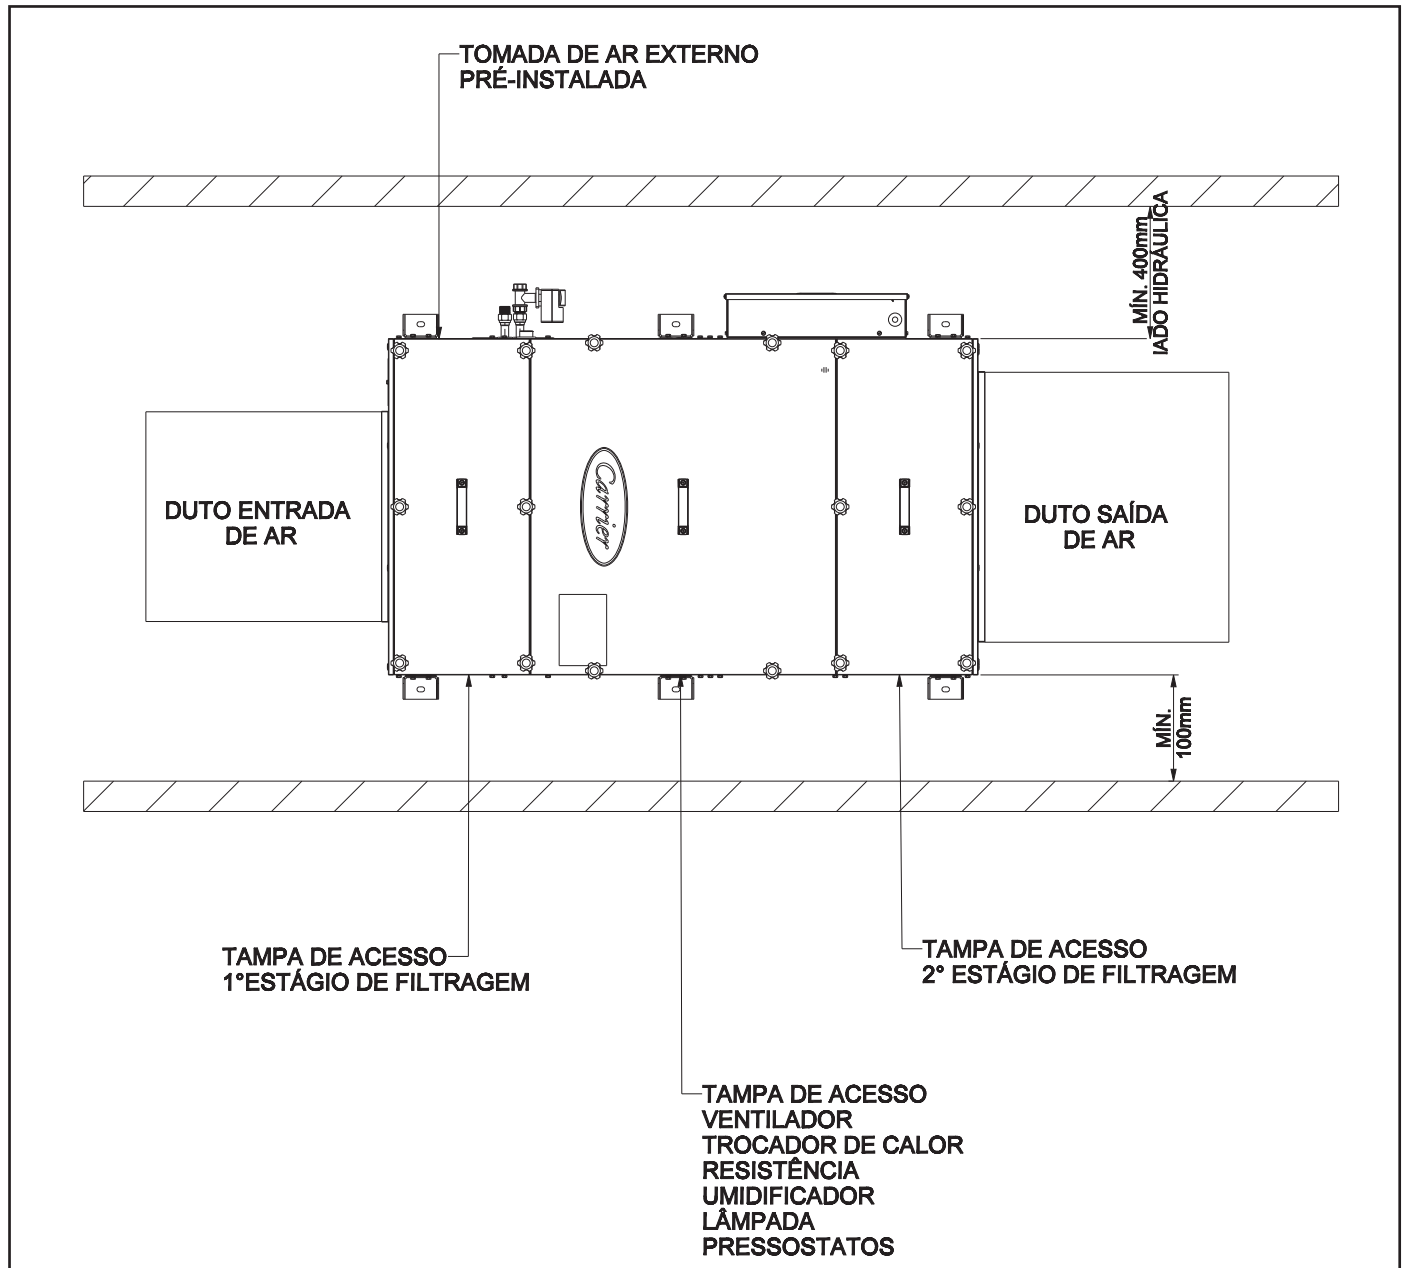 TOMADA DE AR EXTERNO
PRÉ-INSTALADA
MÍN. 400mm
IADO HIDRÁULICA
DUTO ENTRADA
DE AR
Carrier
DUTO SAÍDA
DE AR
MÍN.
100mm
TAMPA DE ACESSO
1°ESTÁGIO DE FILTRAGEM
TAMPA DE ACESSO
2° ESTÁGIO DE FILTRAGEM
TAMPA DE ACESSO
VENTILADOR
TROCADOR DE CALOR
RESISTÊNCIA
UMIDIFICADOR
LÂMPADA
PRESSOSTATOS